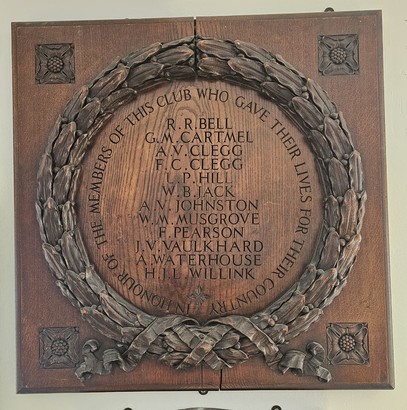 IN HONOUR OF THE MEMBERS OF THIS CLUB WHO GAVE THEIR LIVES FOR THEIR COUNTRY
R.R.BELL
G.M.CARTMEL
A.V.CLEGG
F.C.CLEGG
J.P.HILL
W.B.JACK
A.V.JOHNSTON
W.M.MUSGROVE
F.PEARSON
J.V.VAULKHARD
A.WATERHOUSE
H.J.L.WILLINK